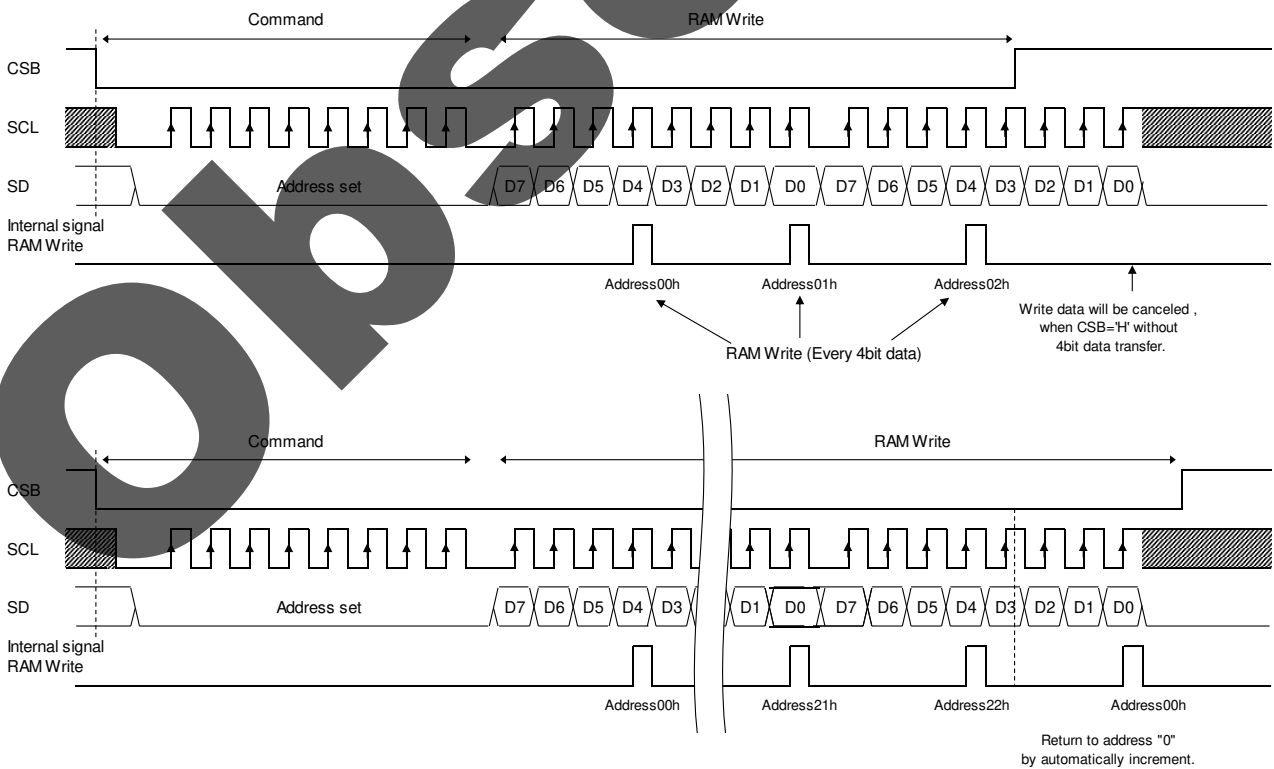 Command RAM Write
CSB
SCL
SD Address set D7 D6 D5 D4 D3 D2 D1 D0 D7 D6 D5 D4 D3 D2 D1 D0
Internal signal
RAM Write
Address00h Address01h Address02h
Write data will be canceled ,
when CSB='H' without
4bit data transfer.
RAM Write (Every 4bit data)
Command RAM Write
CSB
SCL
SD Address set D7 D6 D5 D4 D3 D1 D0 D7 D6 D5 D4 D3 D2 D1 D0
Internal signal
RAM Write
Address00h Address21h Address22h Address00h
Return to address "0"
by automatically increment.
Obs